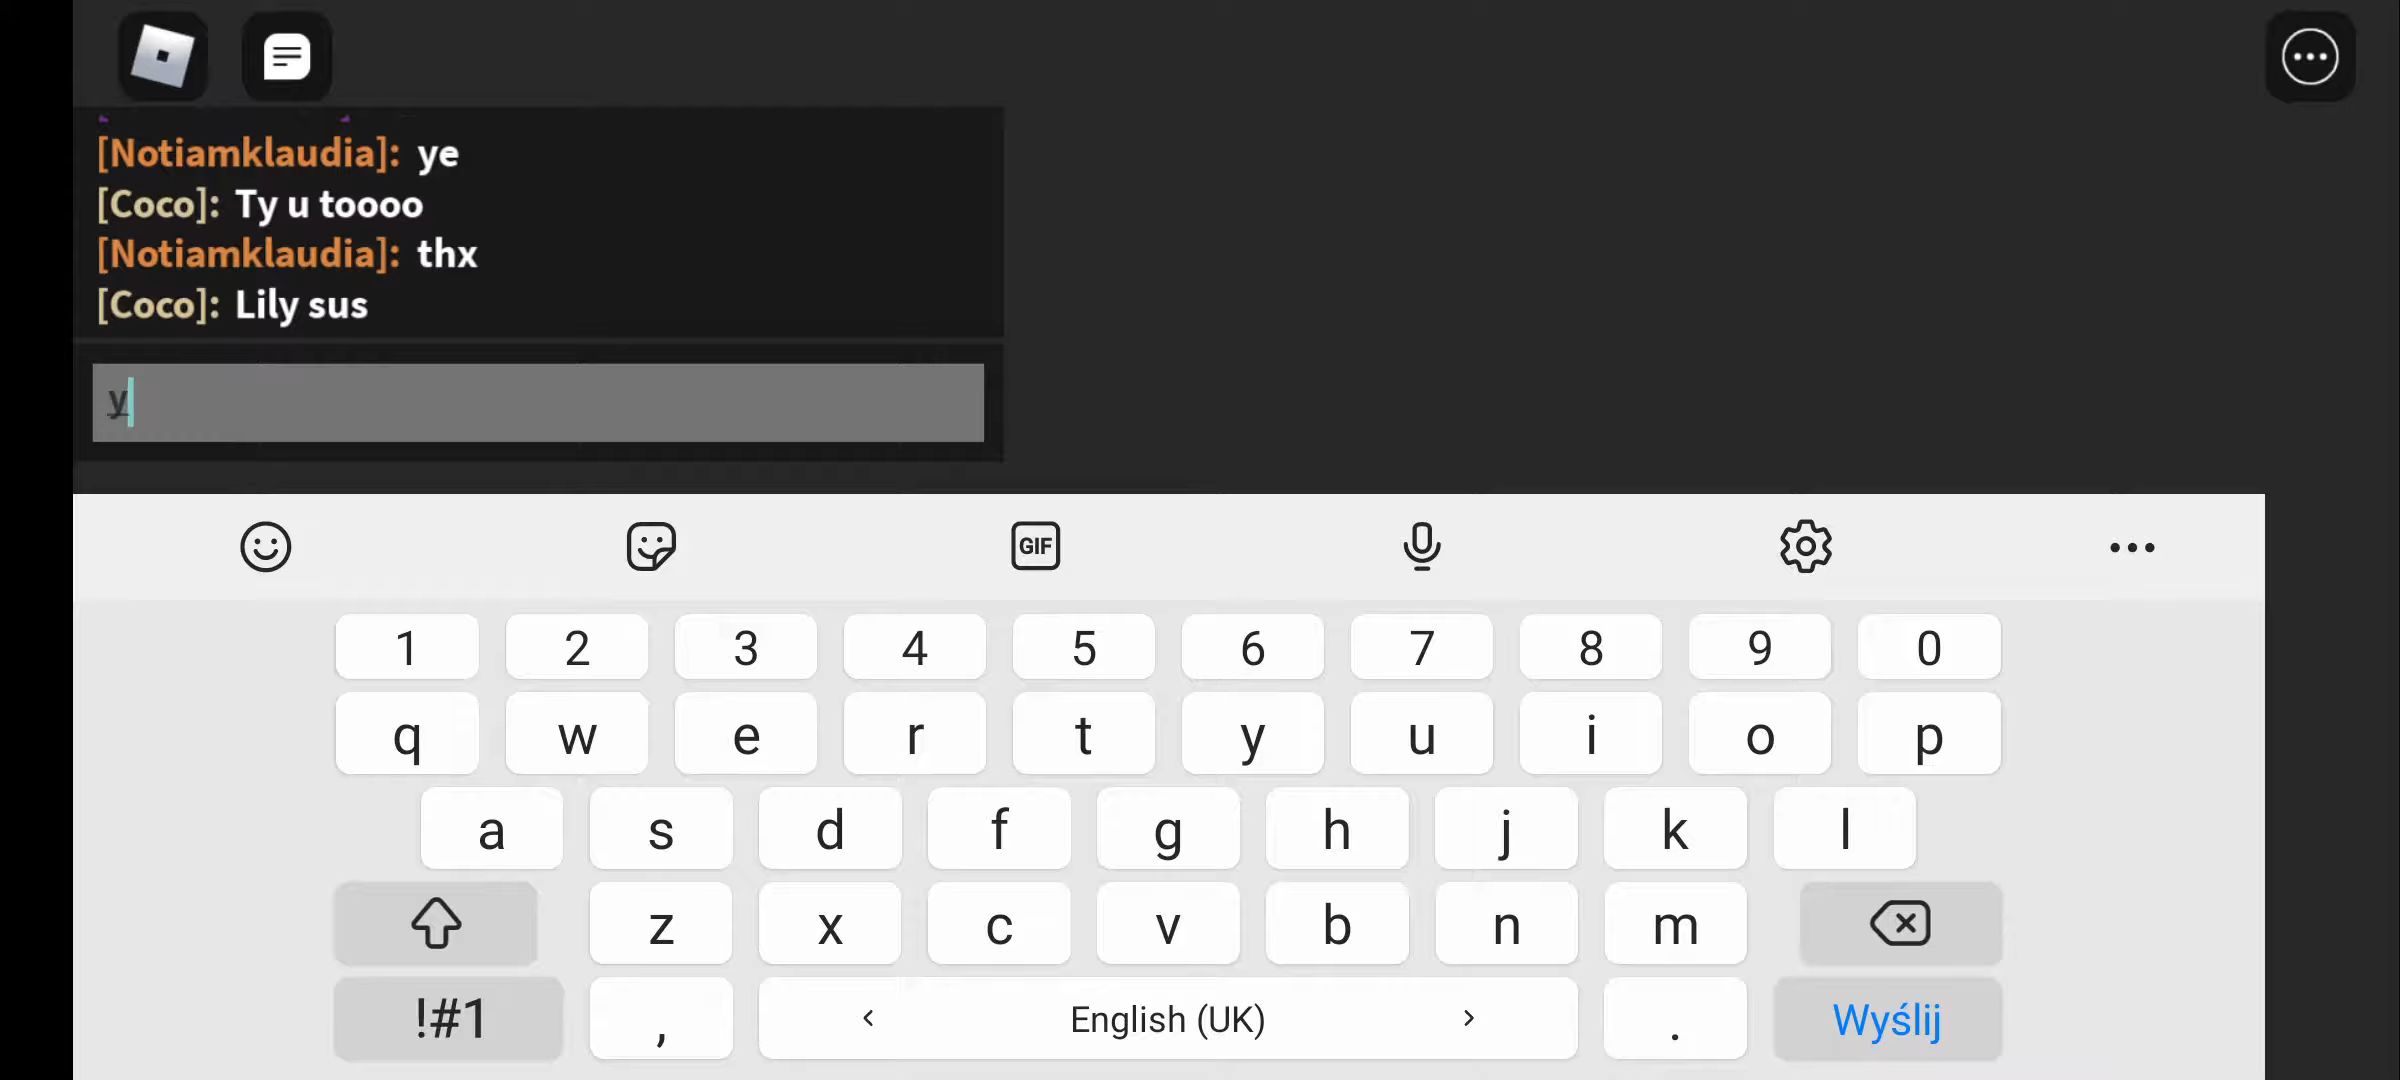 [Notiamklaudia]: ye
[Coco]: Ty u toooo
[Notiamklaudia]: thx
[Coco]: Lily sus
y
GIF
1 2 3 4 5 6 7 8 9 0
q w e r t y u i o p
a s d f g h j k l
z x c v b n m
!#1 , < English (UK) > . Wyślij